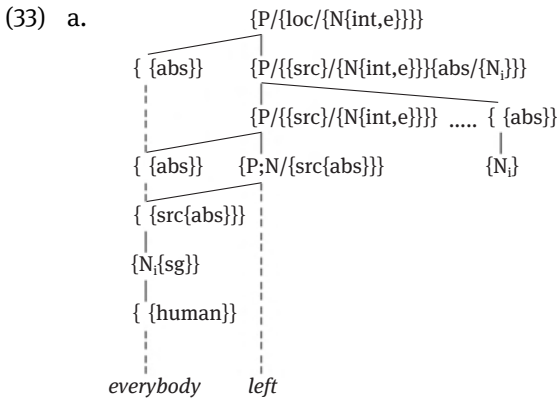 (33) a. {P/{loc/{N{int,e}}}}
{ {abs}} {P/{{src}/N{int,e}}}{abs/{Nᵢ}}}
{P/{{src}/{N{int,e}}}} ..... { {abs}}
{ {abs}} {P;N/{src{abs}}} {Nᵢ}
{ {src{abs}}}
{Nᵢ{sg}}
{ {human}}
everybody left